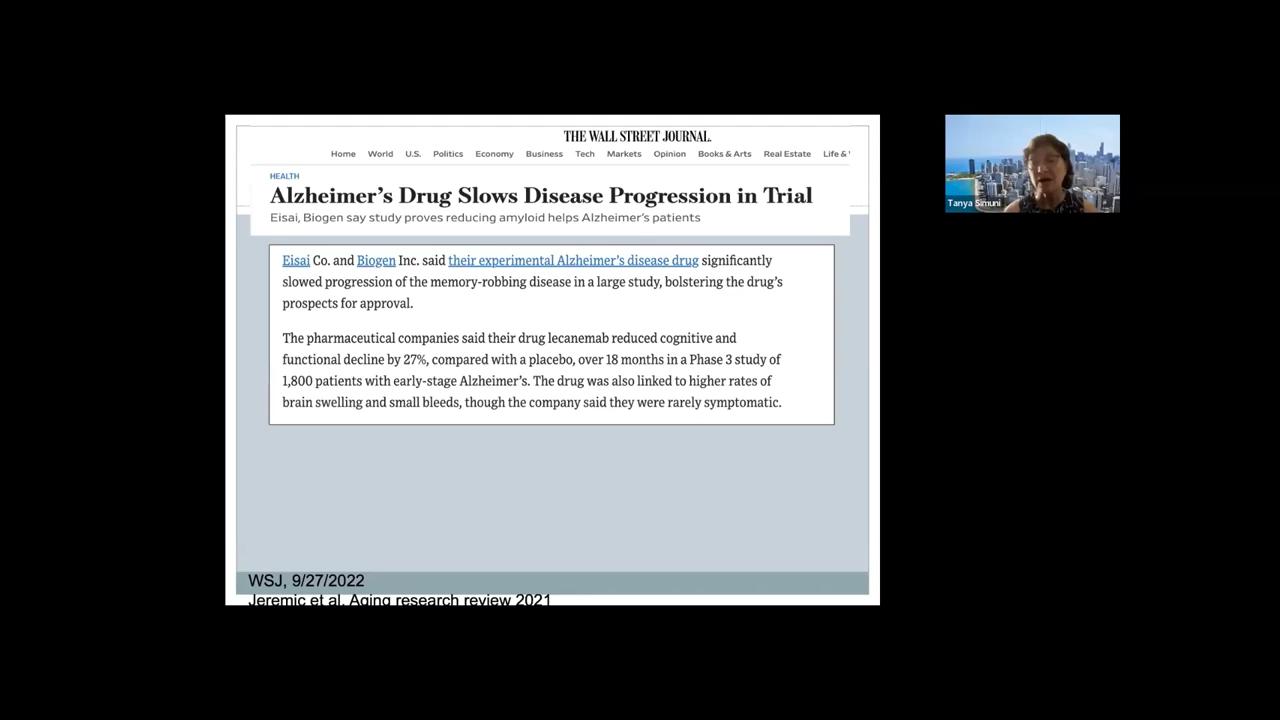 THE WALL STREET JOURNAL.
Home World U.S. Politics Economy Business Tech Markets Opinion Books & Arts Real Estate Life &
HEALTH
Alzheimer's Drug Slows Disease Progression in Trial
Eisai, Biogen say study proves reducing amyloid helps Alzheimer's patients
Eisai Co. and Biogen Inc. said their experimental Alzheimer's disease drug significantly
slowed progression of the memory-robbing disease in a large study, bolstering the drug's
prospects for approval.
The pharmaceutical companies said their drug lecanemab reduced cognitive and
functional decline by 27%, compared with a placebo, over 18 months in a Phase 3 study of
1,800 patients with early-stage Alzheimer's. The drug was also linked to higher rates of
brain swelling and small bleeds, though the company said they were rarely symptomatic.
WSJ, 9/27/2022
Jeremic et al. Aging research review 2021
Tanya Simuni